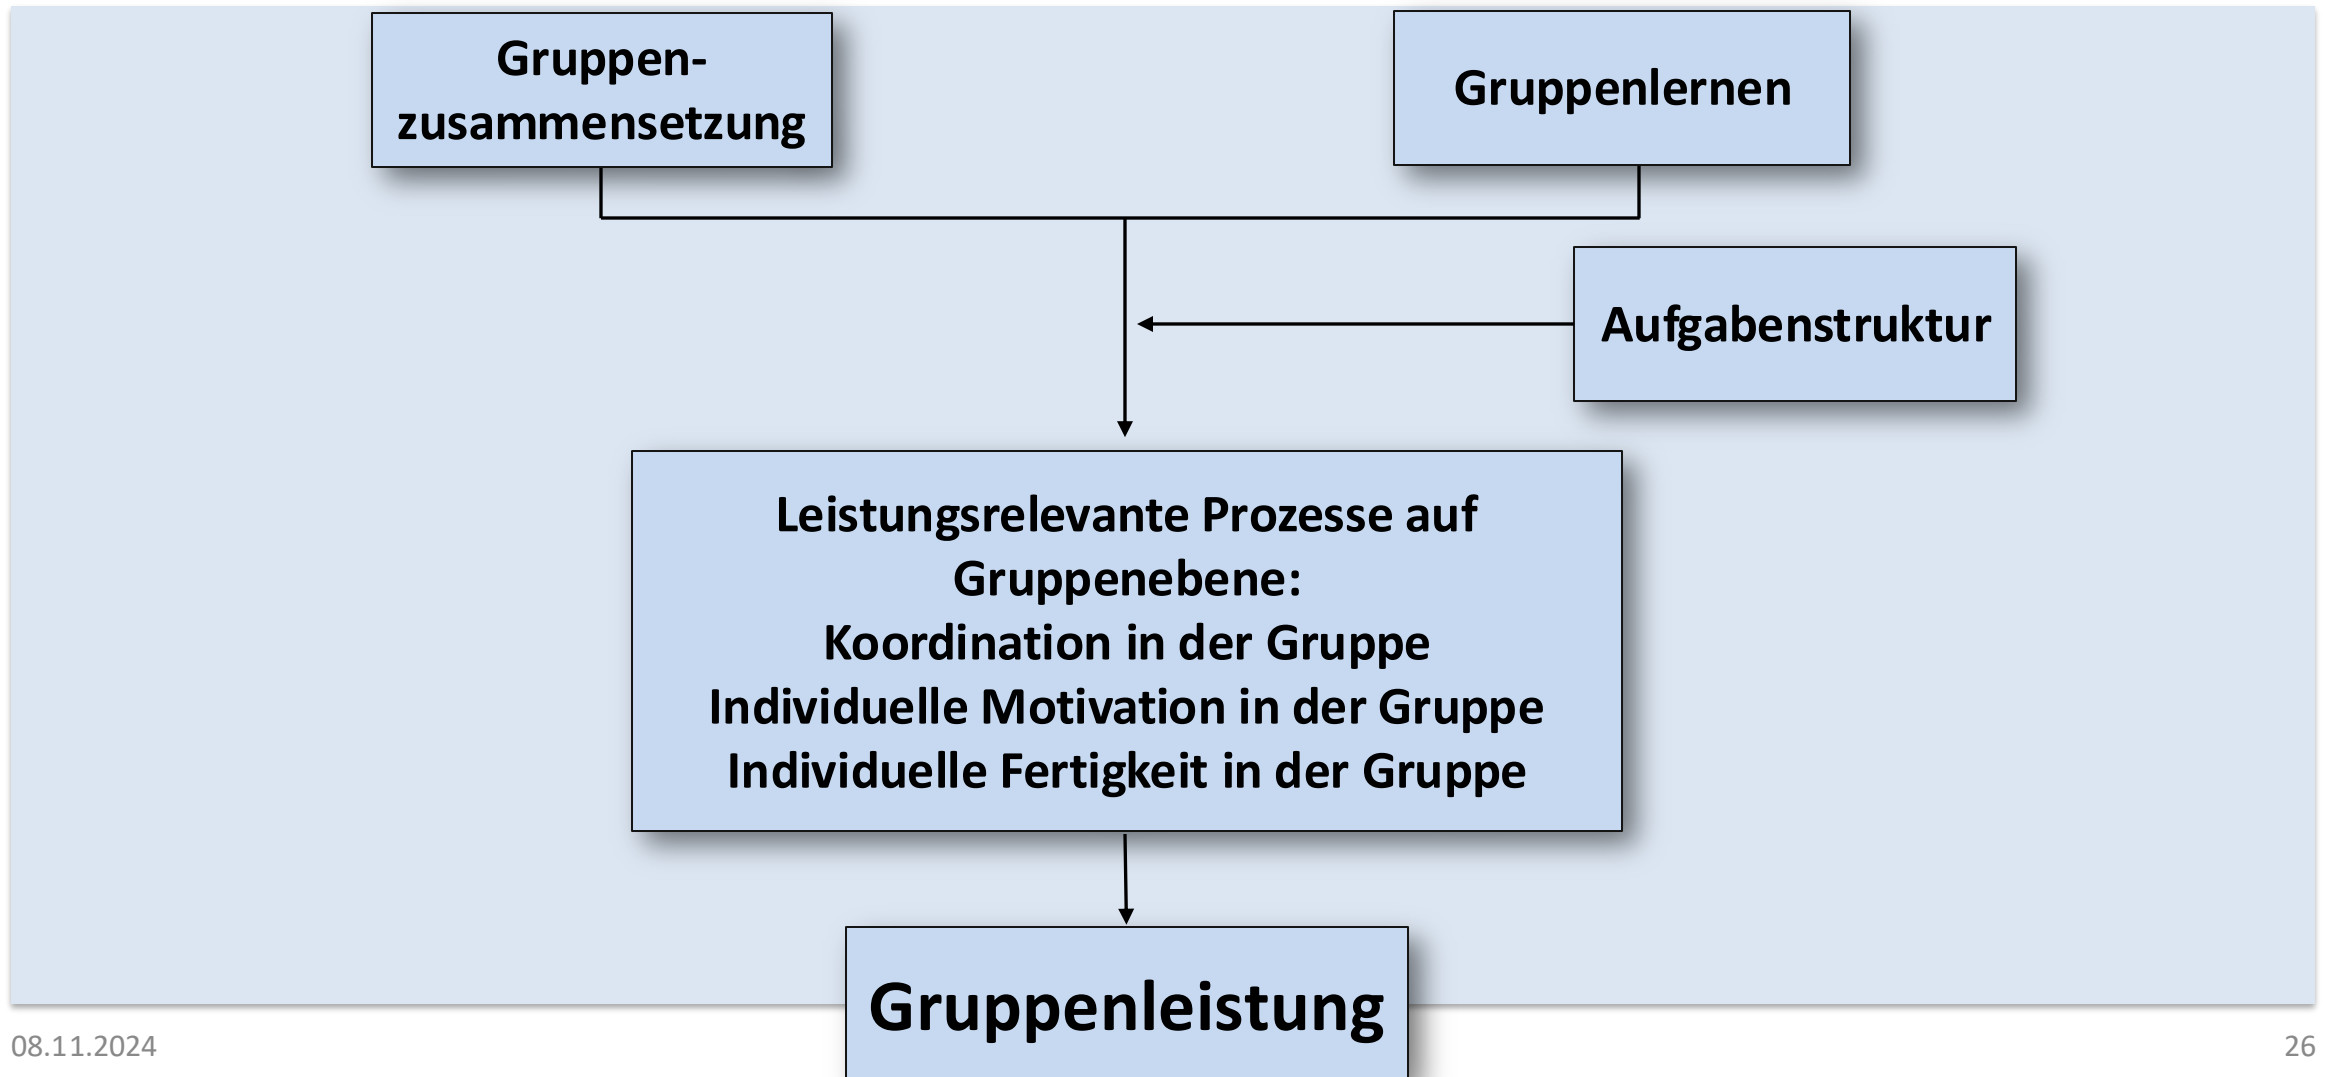 Gruppen-
zusammensetzung
Gruppenlernen
Aufgabenstruktur
Leistungsrelevante Prozesse auf
Gruppenebene:
Koordination in der Gruppe
Individuelle Motivation in der Gruppe
Individuelle Fertigkeit in der Gruppe
Gruppenleistung
08.11.2024
26